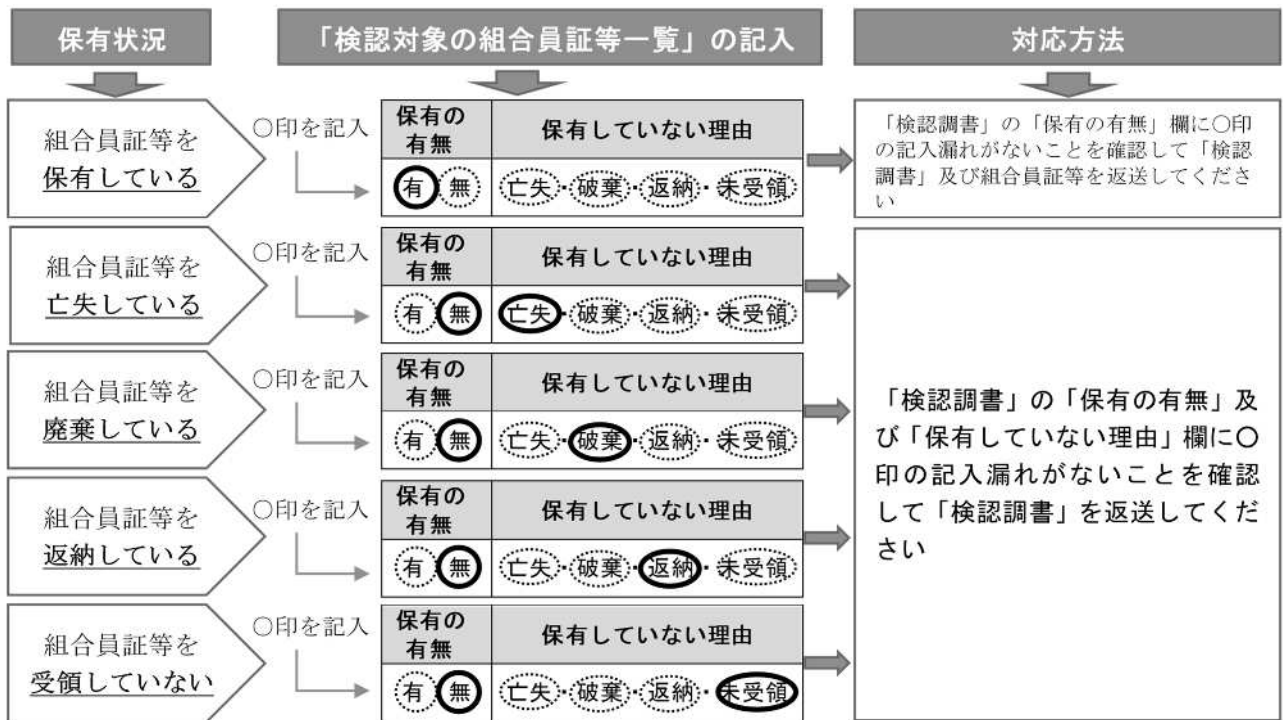 保有状況
「検認対象の組合員証等一覧」の記入
対応方法
組合員証等を
保有している
〇印を記入
保有の
有無
保有していない理由
有 無
亡失・破棄・返納・未受領
「検認調書」の「保有の有無」欄に〇印
の記入漏れがないことを確認して「検認
調書」及び組合員証等を返送してくださ
い
組合員証等を
亡失している
〇印を記入
保有の
有無
保有していない理由
有 無
亡失・破棄・返納・未受領
組合員証等を
廃棄している
〇印を記入
保有の
有無
保有していない理由
有 無
亡失・破棄・返納・未受領
組合員証等を
返納している
〇印を記入
保有の
有無
保有していない理由
有 無
亡失・破棄・返納・未受領
組合員証等を
受領していない
〇印を記入
保有の
有無
保有していない理由
有 無
亡失・破棄・返納・未受領
「検認調書」の「保有の有無」及
び「保有していない理由」欄に〇
印の記入漏れがないことを確認
して「検認調書」を返送してくだ
さい